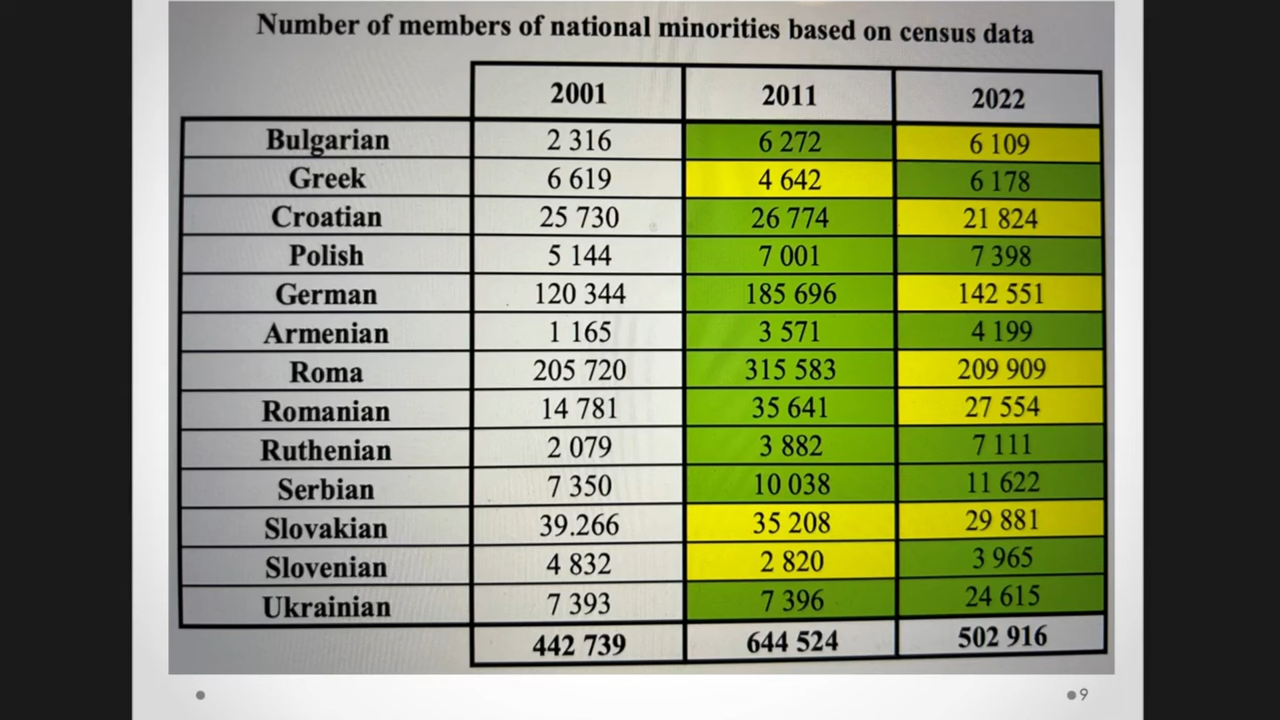 Number of members of national minorities based on census data
2001 2011 2022
Bulgarian 2 316 6 272 6 109
Greek 6 619 4 642 6 178
Croatian 25 730 26 774 21 824
Polish 5 144 7 001 7 398
German 120 344 185 696 142 551
Armenian 1 165 3 571 4 199
Roma 205 720 315 583 209 909
Romanian 14 781 35 641 27 554
Ruthenian 2 079 3 882 7 111
Serbian 7 350 10 038 11 622
Slovakian 39.266 35 208 29 881
Slovenian 4 832 2 820 3 965
Ukrainian 7 393 7 396 24 615
442 739 644 524 502 916
9